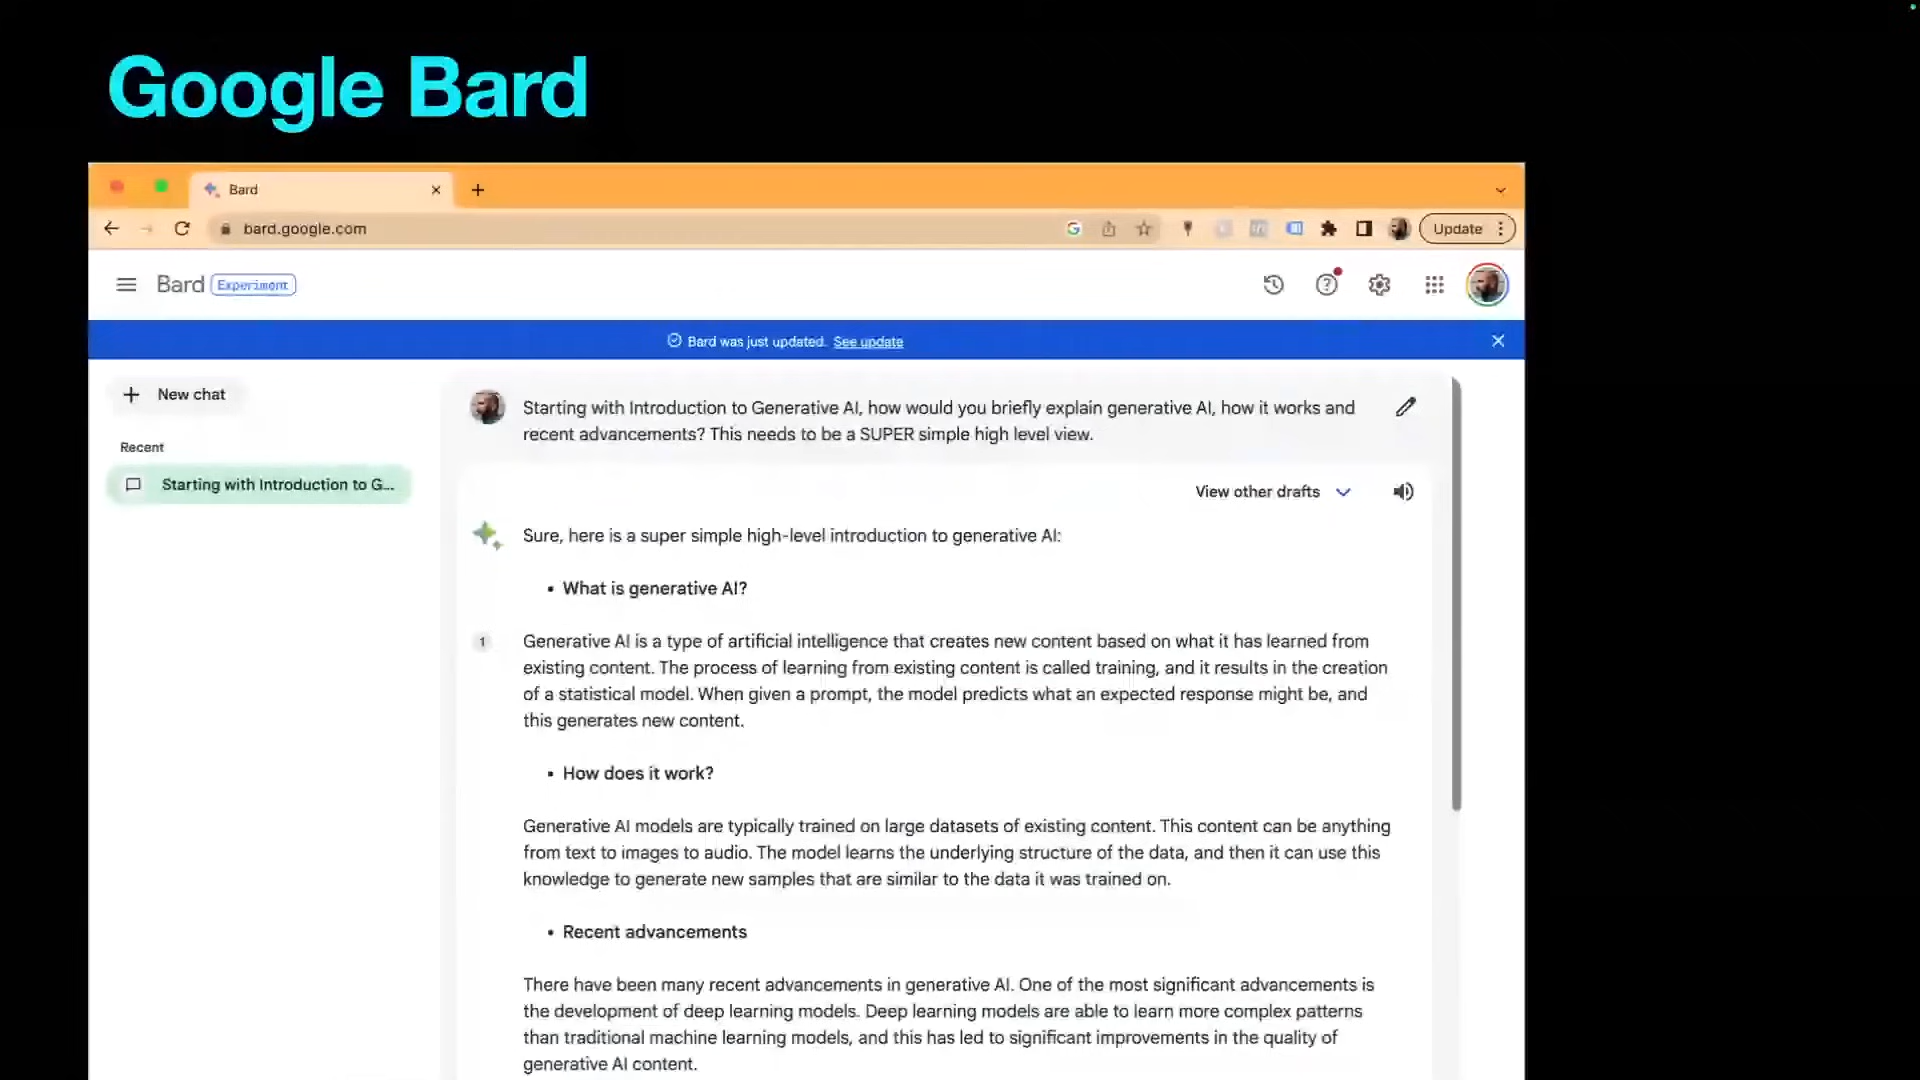 Google Bard
Bard
bard.google.com
Update
Bard Experiment
Bard was just updated. See update
New chat
Recent
Starting with Introduction to G...
Starting with Introduction to Generative AI, how would you briefly explain generative AI, how it works and
recent advancements? This needs to be a SUPER simple high level view.
View other drafts
Sure, here is a super simple high-level introduction to generative AI:
• What is generative AI?
1
Generative AI is a type of artificial intelligence that creates new content based on what it has learned from
existing content. The process of learning from existing content is called training, and it results in the creation
of a statistical model. When given a prompt, the model predicts what an expected response might be, and
this generates new content.
• How does it work?
Generative AI models are typically trained on large datasets of existing content. This content can be anything
from text to images to audio. The model learns the underlying structure of the data, and then it can use this
knowledge to generate new samples that are similar to the data it was trained on.
• Recent advancements
There have been many recent advancements in generative AI. One of the most significant advancements is
the development of deep learning models. Deep learning models are able to learn more complex patterns
than traditional machine learning models, and this has led to significant improvements in the quality of
generative AI content.